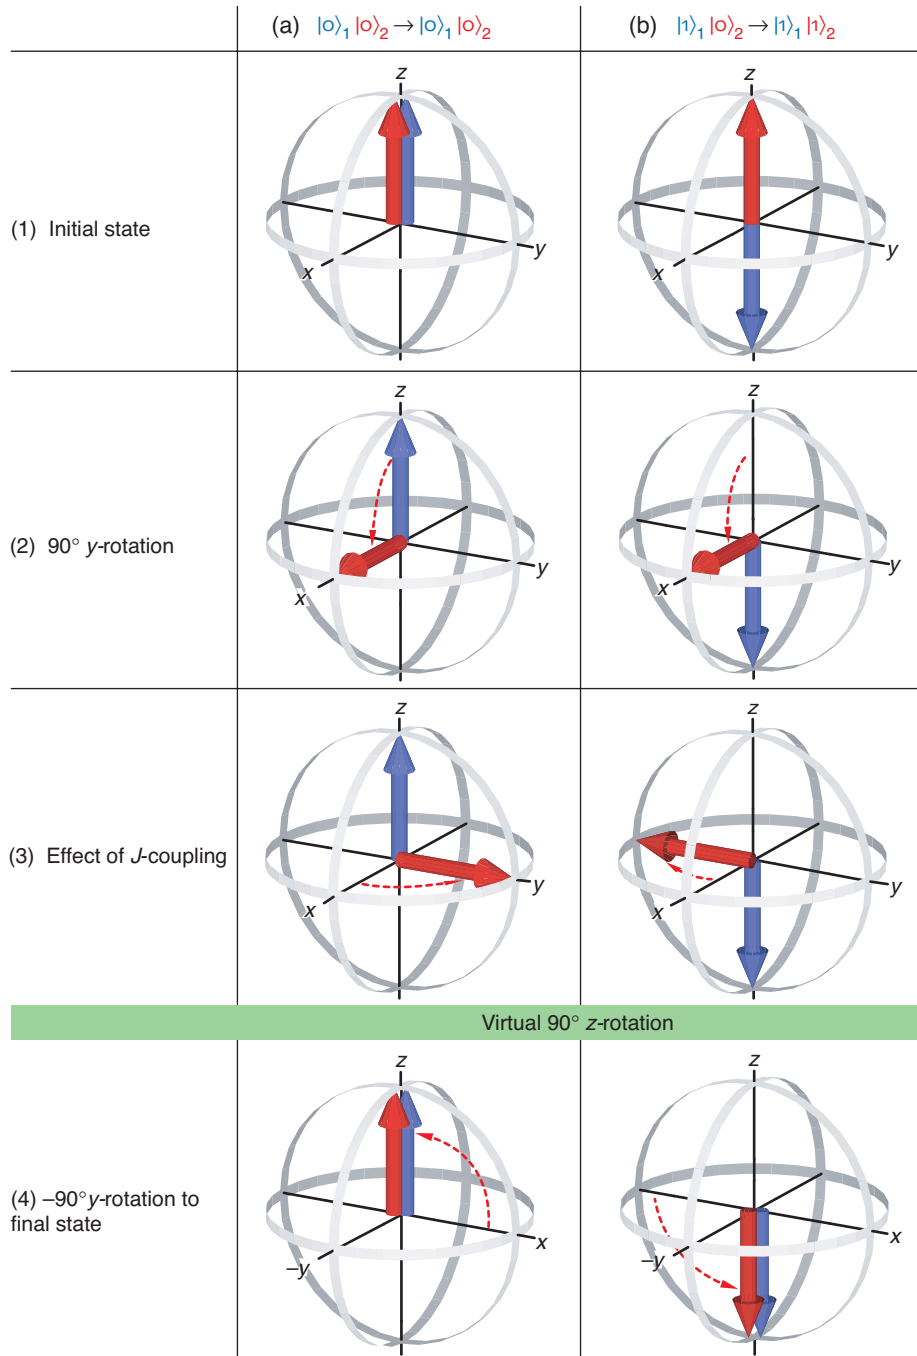 (a) |0⟩₁|0⟩₂ → |0⟩₁|0⟩₂
(b) |1⟩₁|0⟩₂ → |1⟩₁|1⟩₂
(1) Initial state
z
y
x
z
y
x
(2) 90° y-rotation
z
y
x
z
y
x
(3) Effect of J-coupling
z
y
x
z
y
x
Virtual 90° z-rotation
(4) –90°y-rotation to
final state
z
x
–y
z
x
–y